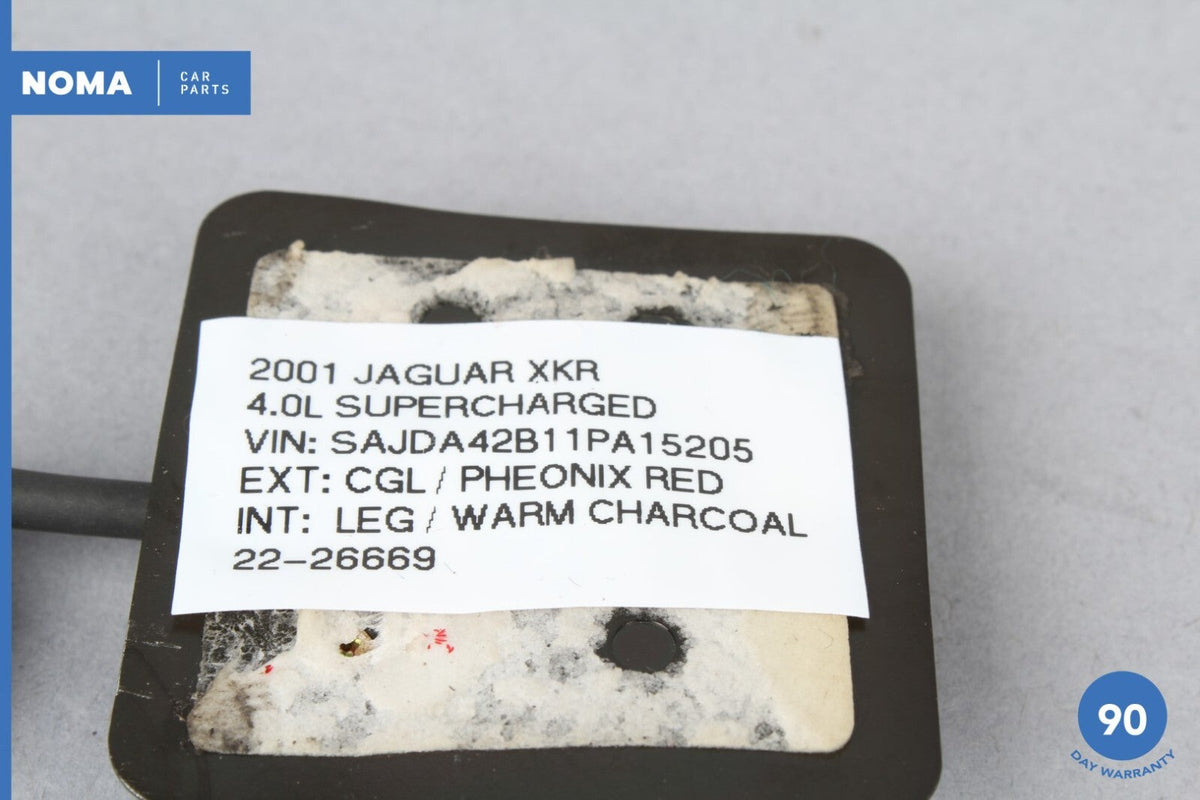 NOMA
CAR
PARTS
2001 JAGUAR XKR
4.0L SUPERCHARGED
VIN: SAJDA42B11PA15205
EXT: CGL / PHEONIX RED
INT: LEG / WARM CHARCOAL
22-26669
90
DAY WARRANTY